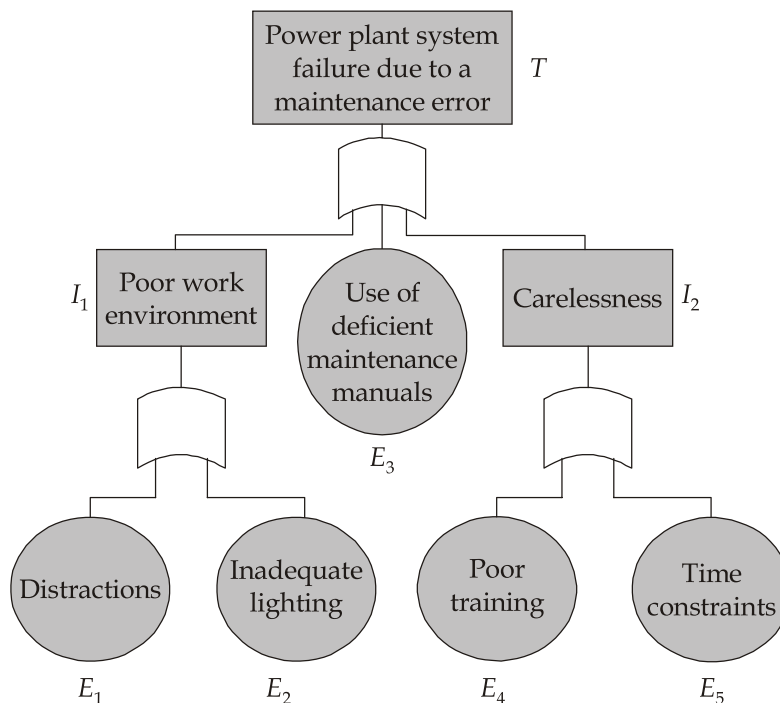 Power plant system
failure due to a
maintenance error
T
I₁
Poor work
environment
Use of
deficient
maintenance
manuals
E₃
Carelessness
I₂
Distractions
E₁
Inadequate
lighting
E₂
Poor
training
E₄
Time
constraints
E₅